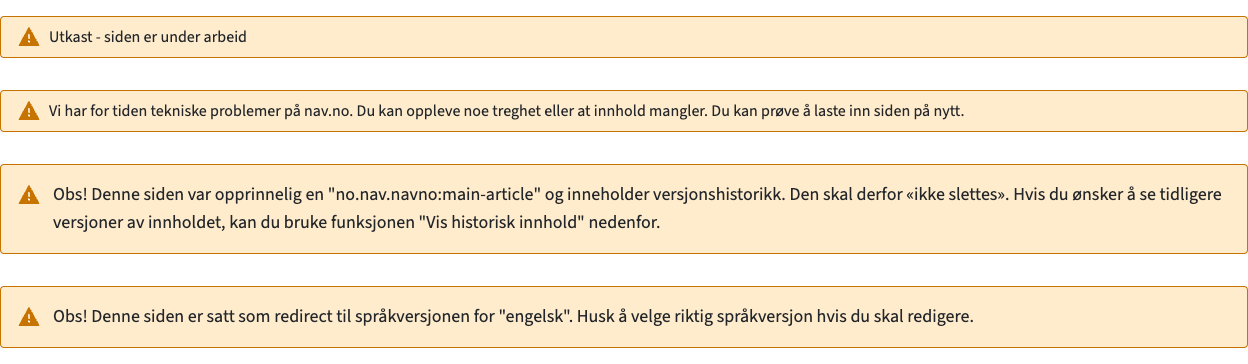 Utkast - siden er under arbeid
Vi har for tiden tekniske problemer på nav.no. Du kan oppleve noe treghet eller at innhold mangler. Du kan prøve å laste inn siden på nytt.
Obs! Denne siden var opprinnelig en "no.nav.navno:main-article" og inneholder versjonshistorikk. Den skal derfor «ikke slettes». Hvis du ønsker å se tidligere
versjoner av innholdet, kan du bruke funksjonen "Vis historisk innhold" nedenfor.
Obs! Denne siden er satt som redirect til språkversjonen for "engelsk". Husk å velge riktig språkversjon hvis du skal redigere.